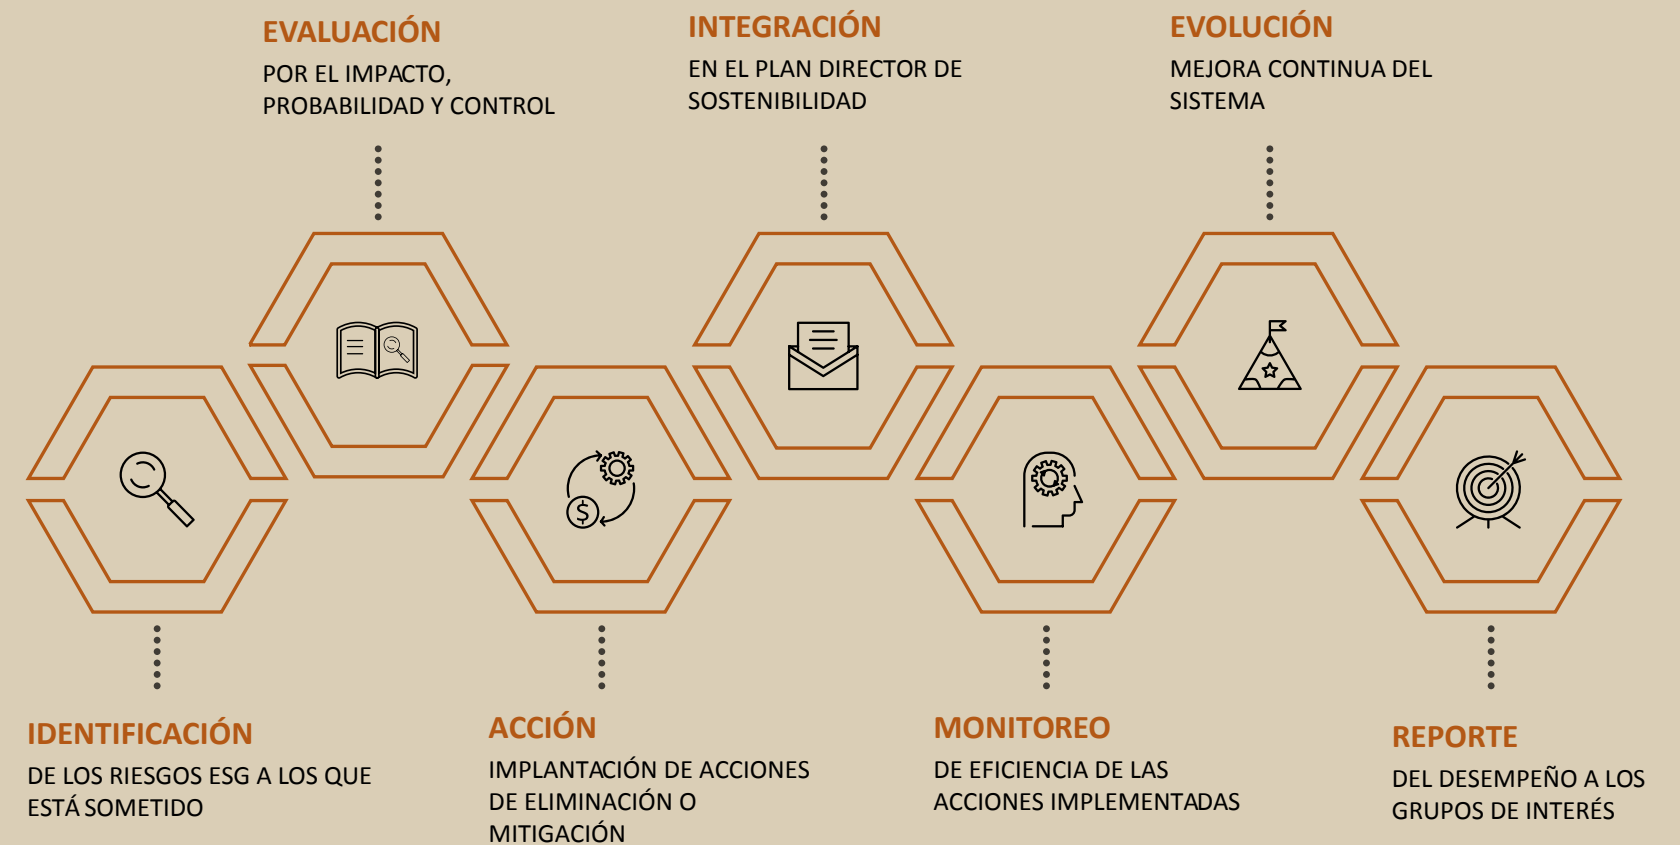 EVALUACIÓN
POR EL IMPACTO,
PROBABILIDAD Y CONTROL
INTEGRACIÓN
EN EL PLAN DIRECTOR DE
SOSTENIBILIDAD
EVOLUCIÓN
MEJORA CONTINUA DEL
SISTEMA
$
IDENTIFICACIÓN
DE LOS RIESGOS ESG A LOS QUE
ESTÁ SOMETIDO
ACCIÓN
IMPLANTACIÓN DE ACCIONES
DE ELIMINACIÓN O
MITIGACIÓN
MONITOREO
DE EFICIENCIA DE LAS
ACCIONES IMPLEMENTADAS
REPORTE
DEL DESEMPEÑO A LOS
GRUPOS DE INTERÉS